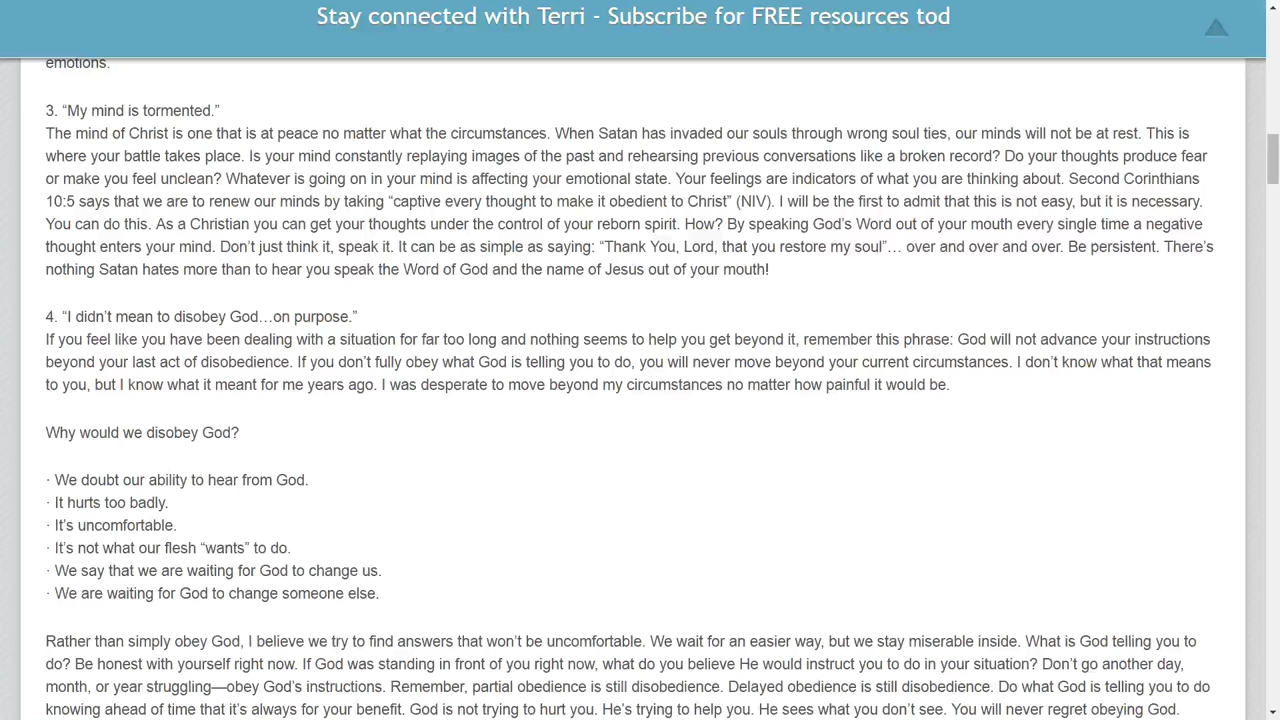 Stay connected with Terri - Subscribe for FREE resources tod
emotions.
3. “My mind is tormented.”
The mind of Christ is one that is at peace no matter what the circumstances. When Satan has invaded our souls through wrong soul ties, our minds will not be at rest. This is
where your battle takes place. Is your mind constantly replaying images of the past and rehearsing previous conversations like a broken record? Do your thoughts produce fear
or make you feel unclean? Whatever is going on in your mind is affecting your emotional state. Your feelings are indicators of what you are thinking about. Second Corinthians
10:5 says that we are to renew our minds by taking “captive every thought to make it obedient to Christ” (NIV). I will be the first to admit that this is not easy, but it is necessary.
You can do this. As a Christian you can get your thoughts under the control of your reborn spirit. How? By speaking God’s Word out of your mouth every single time a negative
thought enters your mind. Don’t just think it, speak it. It can be as simple as saying: “Thank You, Lord, that you restore my soul”… over and over and over. Be persistent. There’s
nothing Satan hates more than to hear you speak the Word of God and the name of Jesus out of your mouth!
4. “I didn’t mean to disobey God…on purpose.”
If you feel like you have been dealing with a situation for far too long and nothing seems to help you get beyond it, remember this phrase: God will not advance your instructions
beyond your last act of disobedience. If you don’t fully obey what God is telling you to do, you will never move beyond your current circumstances. I don’t know what that means
to you, but I know what it meant for me years ago. I was desperate to move beyond my circumstances no matter how painful it would be.
Why would we disobey God?
· We doubt our ability to hear from God.
· It hurts too badly.
· It’s uncomfortable.
· It’s not what our flesh “wants” to do.
· We say that we are waiting for God to change us.
· We are waiting for God to change someone else.
Rather than simply obey God, I believe we try to find answers that won’t be uncomfortable. We wait for an easier way, but we stay miserable inside. What is God telling you to
do? Be honest with yourself right now. If God was standing in front of you right now, what do you believe He would instruct you to do in your situation? Don’t go another day,
month, or year struggling—obey God’s instructions. Remember, partial obedience is still disobedience. Delayed obedience is still disobedience. Do what God is telling you to do
knowing ahead of time that it’s always for your benefit. God is not trying to hurt you. He’s trying to help you. He sees what you don’t see. You will never regret obeying God.